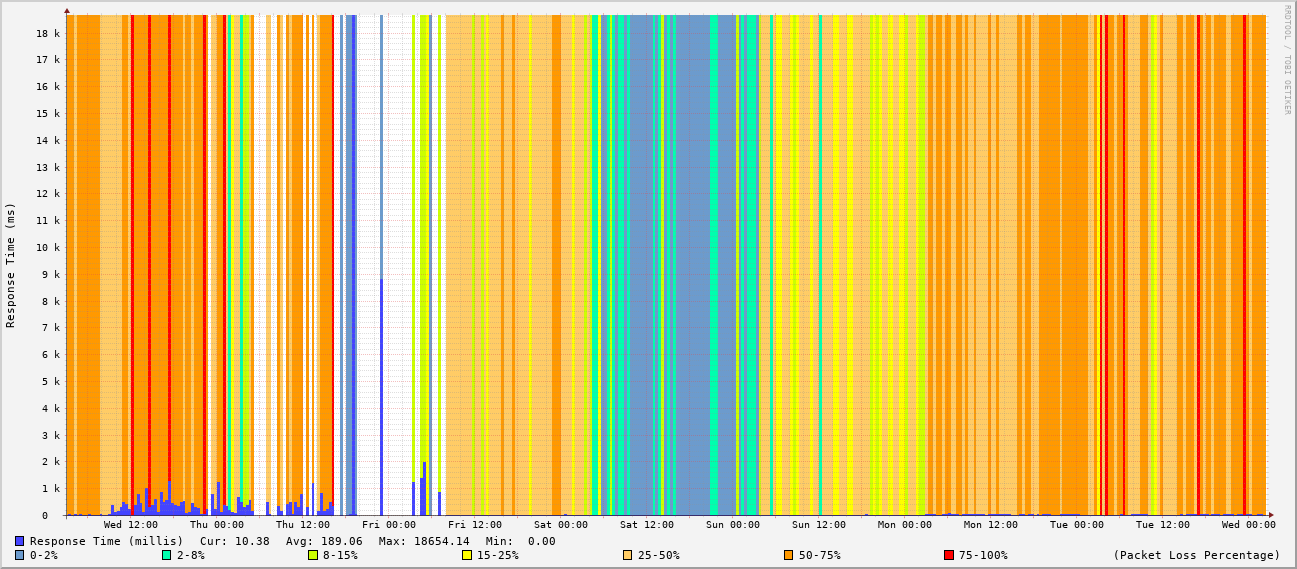 RRDTOOL / TOBI OETIKER
Response Time (ms)
18 k
17 k
16 k
15 k
14 k
13 k
12 k
11 k
10 k
9 k
8 k
7 k
6 k
5 k
4 k
3 k
2 k
1 k
0
Wed 12:00 Thu 00:00 Thu 12:00 Fri 00:00 Fri 12:00 Sat 00:00 Sat 12:00 Sun 00:00 Sun 12:00 Mon 00:00 Mon 12:00 Tue 00:00 Tue 12:00 Wed 00:00
Response Time (millis) Cur: 10.38 Avg: 189.06 Max: 18654.14 Min: 0.00
0-2% 2-8% 8-15% 15-25% 25-50% 50-75% 75-100% (Packet Loss Percentage)